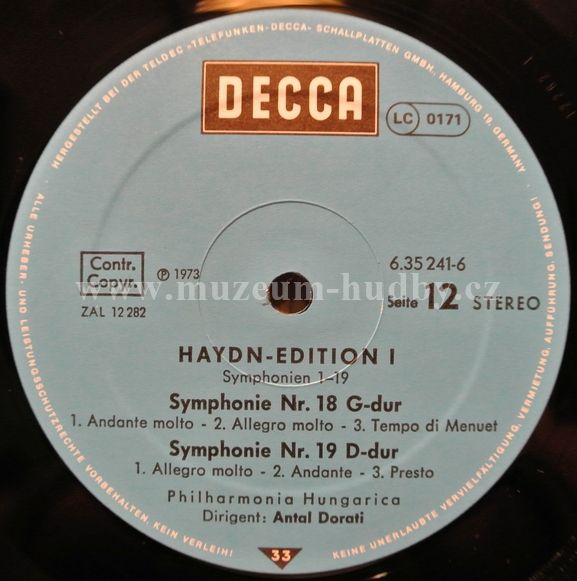 HERGESTELLT BEI DER TELDEC »TELEFUNKEN-DECCA« SCHALLPLATTEN GMBH, HAMBURG 19, GERMANY
DECCA
LC 0171
Contr.
Copyr.
ZAL 12 282
Ⓟ 1973
6.35 241-6
Seite 12 STEREO
www.muzeum-hudby.cz
HAYDN-EDITION I
Symphonien 1-19
Symphonie Nr. 18 G-dur
1. Andante molto - 2. Allegro molto - 3. Tempo di Menuet
Symphonie Nr. 19 D-dur
1. Allegro molto - 2. Andante - 3. Presto
Philharmonia Hungarica
Dirigent: Antal Dorati
33
ALLE URHEBER- UND LEISTUNGSSCHUTZRECHTE VORBEHALTEN. KEIN VERLEIH!
KEINE UNERLAUBTE VERVIELFÄLTIGUNG, VERMIETUNG, AUFFÜHRUNG, SENDUNG!